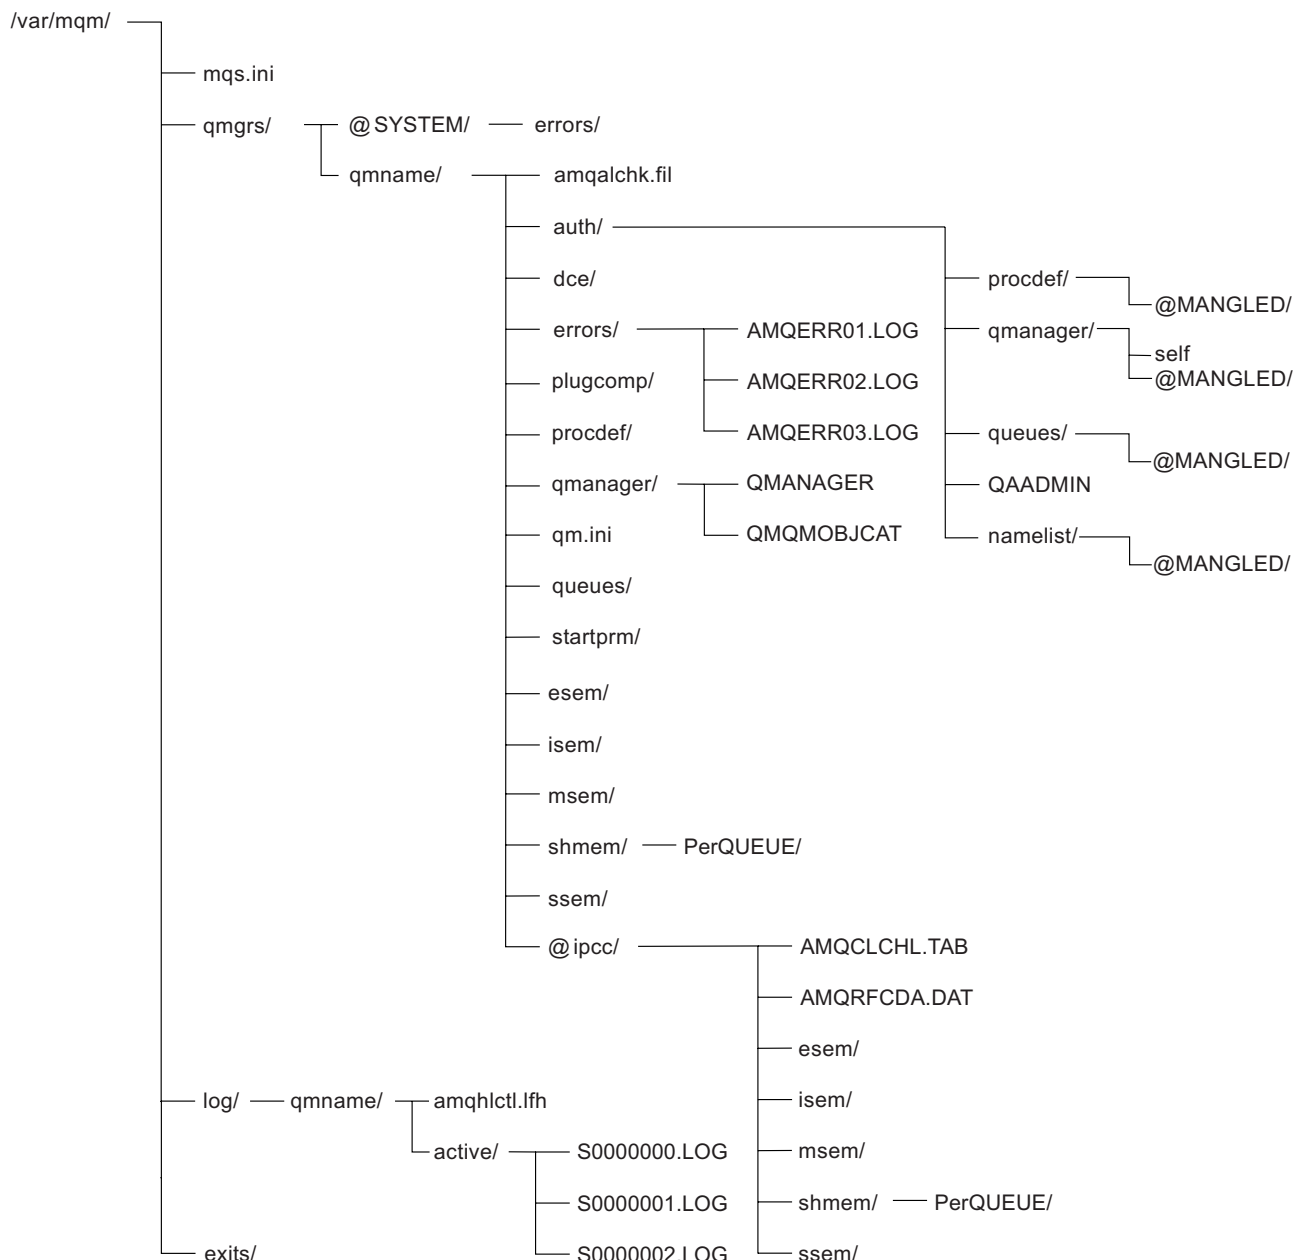 /var/mqm/
mqs.ini
qmgrs/ @SYSTEM/ errors/
qmname/ amqalchk.fil
auth/
dce/ procdef/
@MANGLED/
errors/ AMQERR01.LOG qmanager/
self
plugcomp/ AMQERR02.LOG @MANGLED/
procdef/ AMQERR03.LOG queues/
@MANGLED/
qmanager/ QMANAGER QAADMIN
qm.ini QMQMOBJCAT namelist/
@MANGLED/
queues/
startprm/
esem/
isem/
msem/
shmem/ PerQUEUE/
ssem/
@ipcc/ AMQCLCHL.TAB
AMQRFCDA.DAT
esem/
log/ qmname/ amqhlctl.lfh isem/
active/ S0000000.LOG msem/
S0000001.LOG shmem/ PerQUEUE/
exits/ S0000002.LOG ssem/